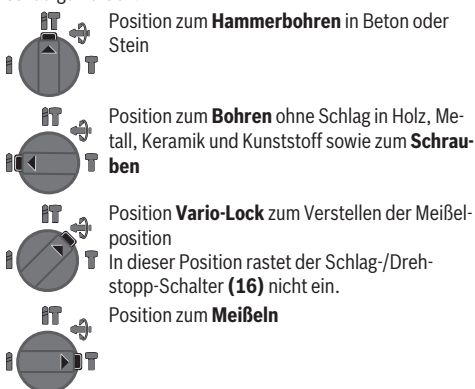 Position zum Hammerbohren in Beton oder
Stein
Position zum Bohren ohne Schlag in Holz, Me-
tall, Keramik und Kunststoff sowie zum Schrau-
ben
Position Vario-Lock zum Verstellen der Meißel-
position
In dieser Position rastet der Schlag-/Dreh-
stopp-Schalter (16) nicht ein.
Position zum Meißeln